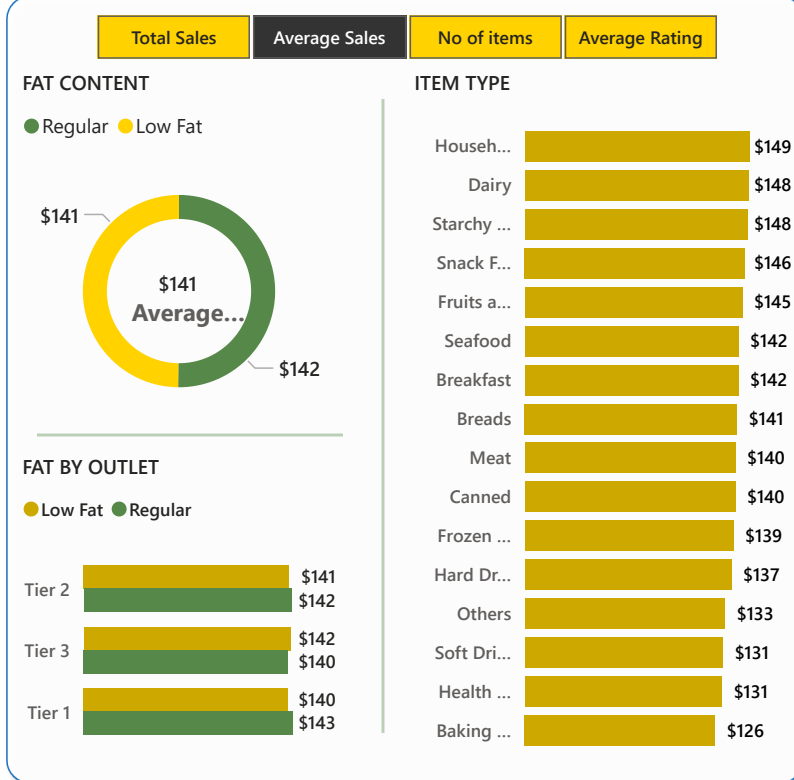 Total Sales Average Sales No of items Average Rating
FAT CONTENT
Regular Low Fat
$141
$141
Average...
$142
FAT BY OUTLET
Low Fat Regular
Tier 2 $141 $142
Tier 3 $142 $140
Tier 1 $140 $143
ITEM TYPE
Househ... $149
Dairy $148
Starchy ... $148
Snack F... $146
Fruits a... $145
Seafood $142
Breakfast $142
Breads $141
Meat $140
Canned $140
Frozen ... $139
Hard Dr... $137
Others $133
Soft Dri... $131
Health ... $131
Baking ... $126